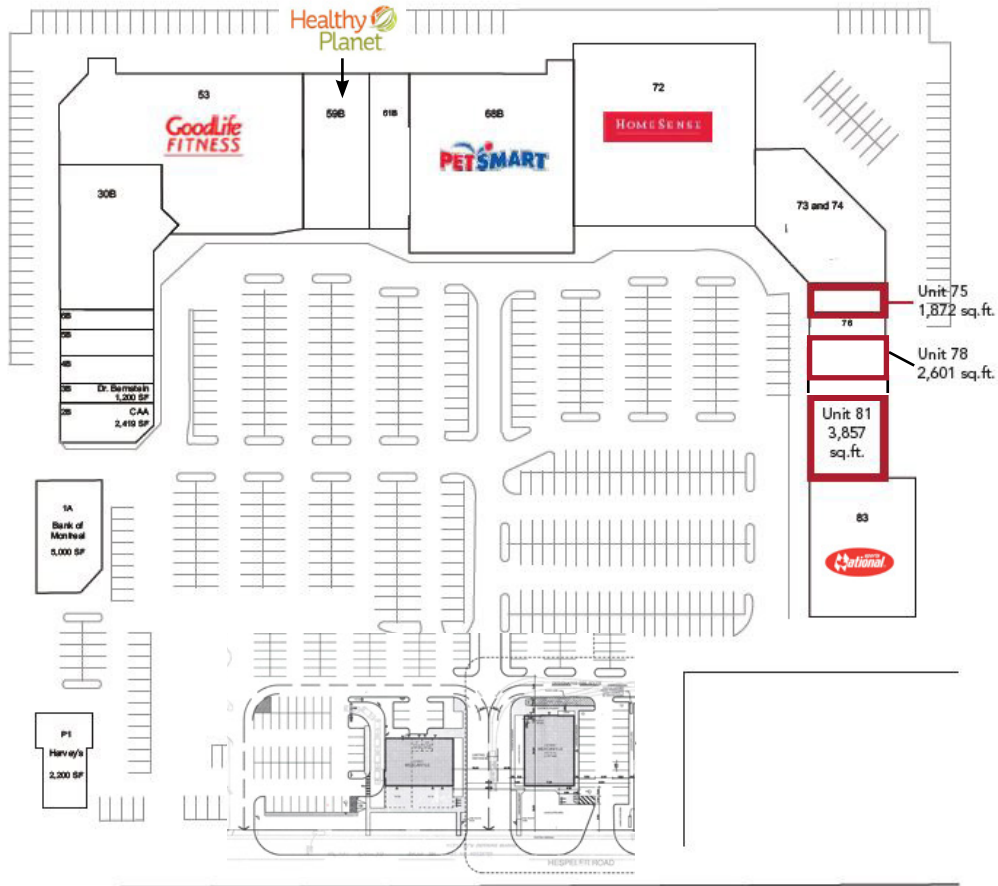 Healthy
Planet
53
GoodLife
FITNESS
59B
61B
68B
PETSMART
72
HOMESENSE
30B
73 and 74
Unit 75
1,872 sq.ft.
76
Unit 78
2,601 sq.ft.
6B
5B
4B
3B
Dr. Bernstein
1,200 SF
2B
CAA
2,419 SF
Unit 81
3,857
sq.ft.
1A
Bank of
Montreal
5,000 SF
83
sports
National
P1
Harvey's
2,200 SF
HESPELER ROAD